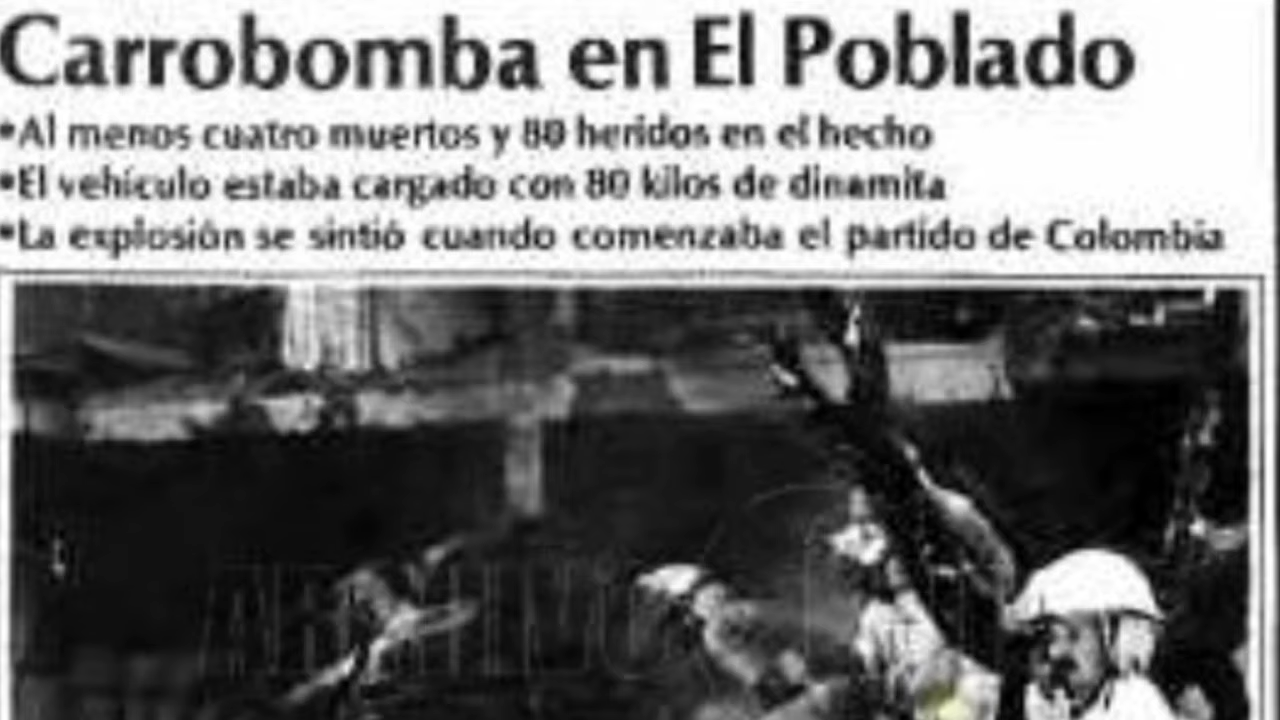 Carrobomba en El Poblado
•Al menos cuatro muertos y 80 heridos en el hecho
•El vehículo estaba cargado con 80 kilos de dinamita
•La explosión se sintió cuando comenzaba el partido de Colombia